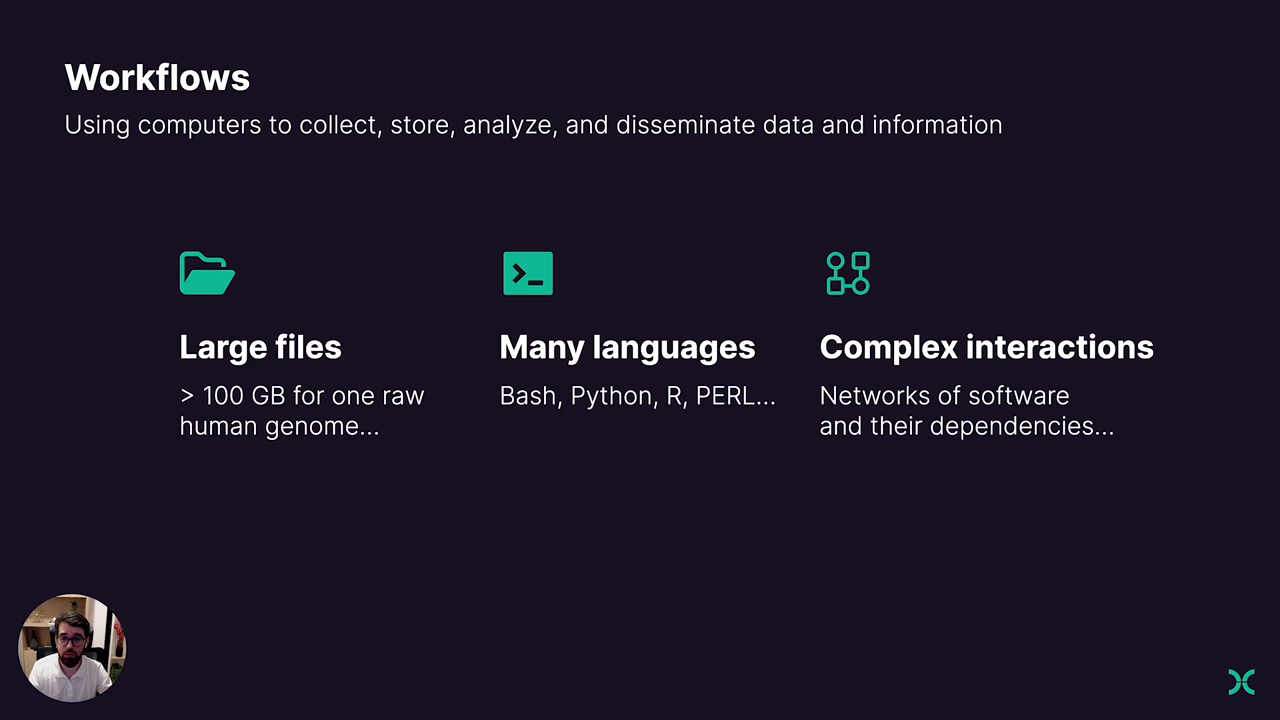 Workflows
Using computers to collect, store, analyze, and disseminate data and information
Large files
> 100 GB for one raw
human genome...
Many languages
Bash, Python, R, PERL...
Complex interactions
Networks of software
and their dependencies...